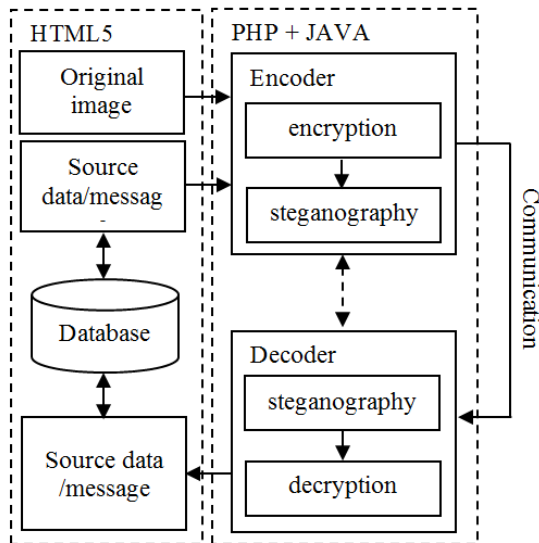 HTML5
Original
image
Source
data/messag
-
Database
Source data
/message
PHP + JAVA
Encoder
encryption
steganography
Decoder
steganography
decryption
Communication